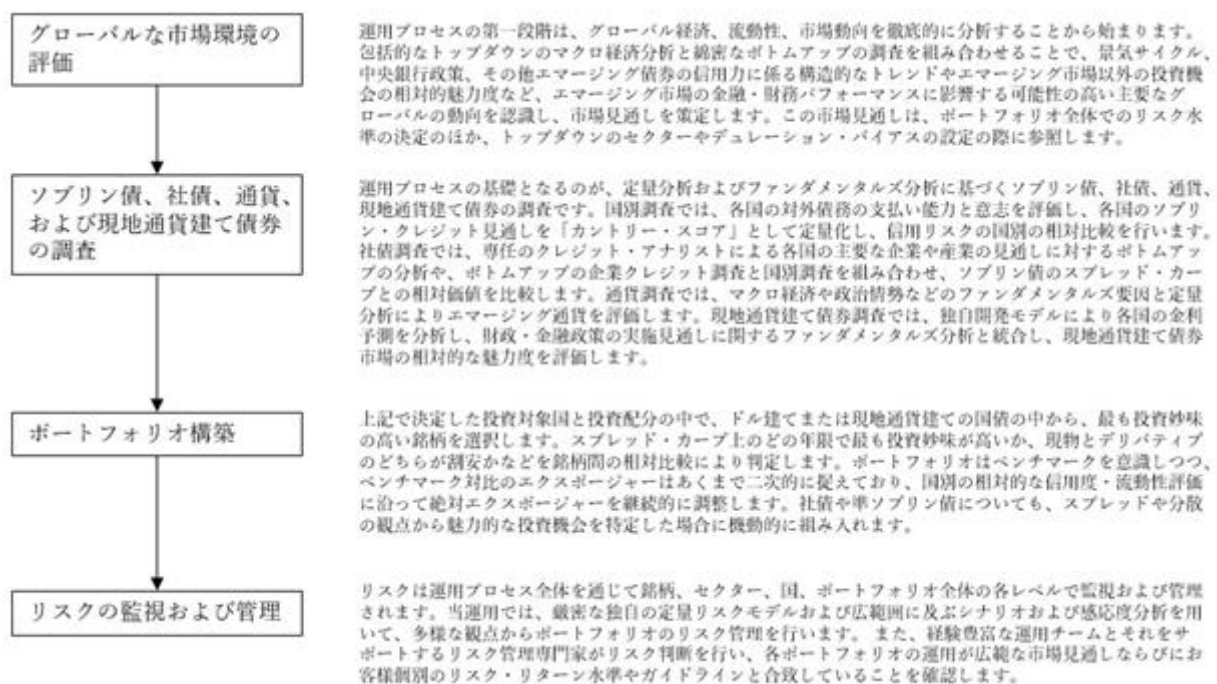 グローバルな市場環境の
評価
運用プロセスの第一段階は、グローバル経済、流動性、市場動向を徹底的に分析することから始まります。
包括的なトップダウンのマクロ経済分析と綿密なボトムアップの調査を組み合わせることで、景気サイクル、
中央銀行政策、その他エマージング債券の信用力に係る構造的なトレンドやエマージング市場以外の投資機
会の相対的魅力度など、エマージング市場の金融・財務パフォーマンスに影響する可能性の高い主要なグ
ローバルの動向を認識し、市場見通しを策定します。この市場見通しは、ポートフォリオ全体でのリスク水
準の決定のほか、トップダウンのセクターやデュレーション・バイアスの設定の際に参照します。
ソブリン債、社債、通貨、
および現地通貨建て債券
の調査
運用プロセスの基礎となるのが、定量分析およびファンダメンタルズ分析に基づくソブリン債、社債、通貨、
現地通貨建て債券の調査です。国別調査では、各国の対外債務の支払い能力と意志を評価し、各国のソブリ
ン・クレジット見通しを「カントリー・スコア」として定量化し、信用リスクの国別の相対比較を行います。
社債調査では、専任のクレジット・アナリストによる各国の主要な企業や産業の見通しに対するボトムアッ
プの分析や、ボトムアップの企業クレジット調査と国別調査を組み合わせ、ソブリン債のスプレッド・カー
ブとの相対価値を比較します。通貨調査では、マクロ経済や政治情勢などのファンダメンタルズ要因と定量
分析によりエマージング通貨を評価します。現地通貨建て債券調査では、独自開発モデルにより各国の金利
予測を分析し、財政・金融政策の実施見通しに関するファンダメンタルズ分析と統合し、現地通貨建て債券
市場の相対的な魅力度を評価します。
ポートフォリオ構築
上記で決定した投資対象国と投資配分の中で、ドル建てまたは現地通貨建ての国債の中から、最も投資妙味
の高い銘柄を選択します。スプレッド・カーブ上のどの年限で最も投資妙味が高いか、現物とデリバティブ
のどちらが割安かなどを銘柄間の相対比較により判定します。ポートフォリオはベンチマークを意識しつつ、
ベンチマーク対比のエクスポージャーはあくまで二次的に捉えており、国別の相対的な信用度・流動性評価
に沿って絶対エクスポージャーを継続的に調整します。社債や準ソブリン債についても、スプレッドや分散
の観点から魅力的な投資機会を特定した場合に機動的に組み入れます。
リスクの監視および管理
リスクは運用プロセス全体を通じて銘柄、セクター、国、ポートフォリオ全体の各レベルで監視および管理
されます。当運用では、厳密な独自の定量リスクモデルおよび広範囲に及ぶシナリオおよび感応度分析を用
いて、多様な観点からポートフォリオのリスク管理を行います。 また、経験豊富な運用チームとそれをサ
ポートするリスク管理専門家がリスク判断を行い、各ポートフォリオの運用が広範な市場見通しならびにお
客様個別のリスク・リターン水準やガイドラインと合致していることを確認します。